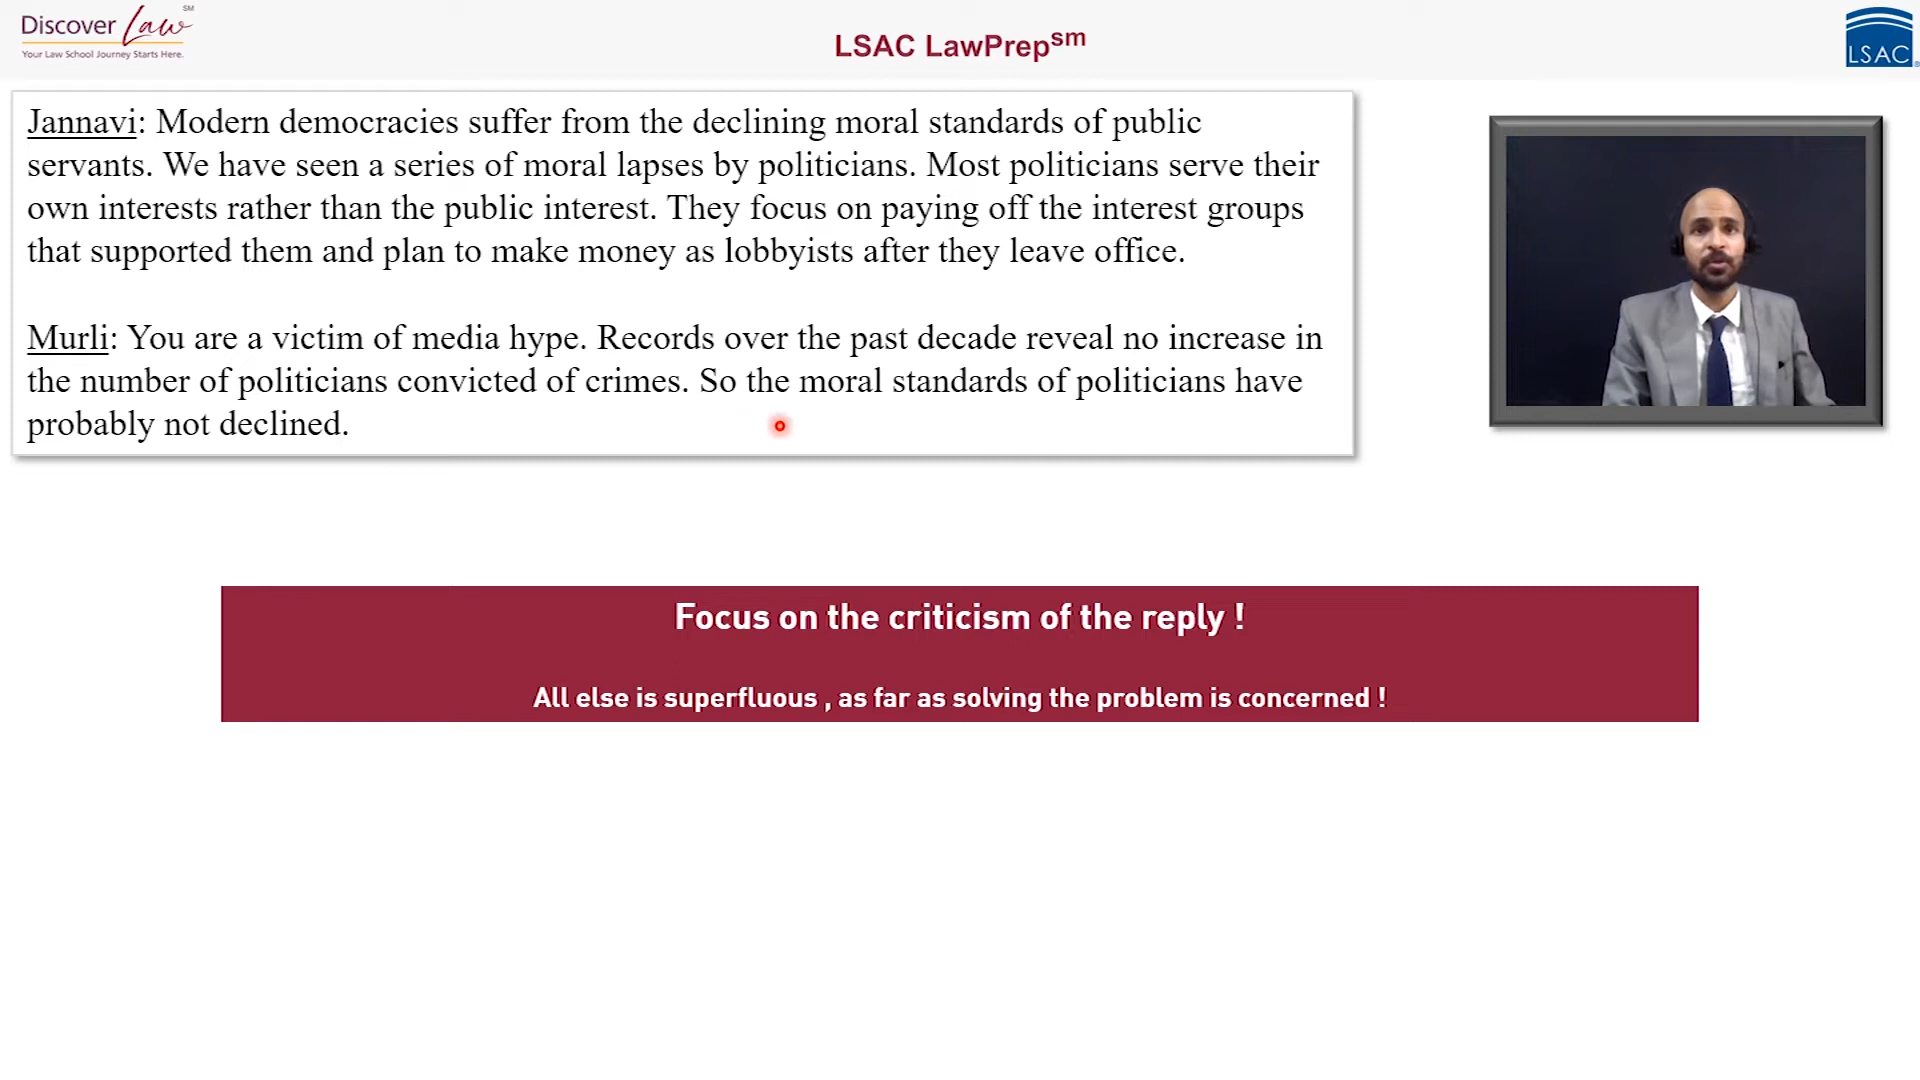 Discover Law SM
Your Law School Journey Starts Here.
LSAC LawPrepsm
LSAC ®
Jannavi: Modern democracies suffer from the declining moral standards of public
servants. We have seen a series of moral lapses by politicians. Most politicians serve their
own interests rather than the public interest. They focus on paying off the interest groups
that supported them and plan to make money as lobbyists after they leave office.
Murli: You are a victim of media hype. Records over the past decade reveal no increase in
the number of politicians convicted of crimes. So the moral standards of politicians have
probably not declined.
Focus on the criticism of the reply !
All else is superfluous , as far as solving the problem is concerned !